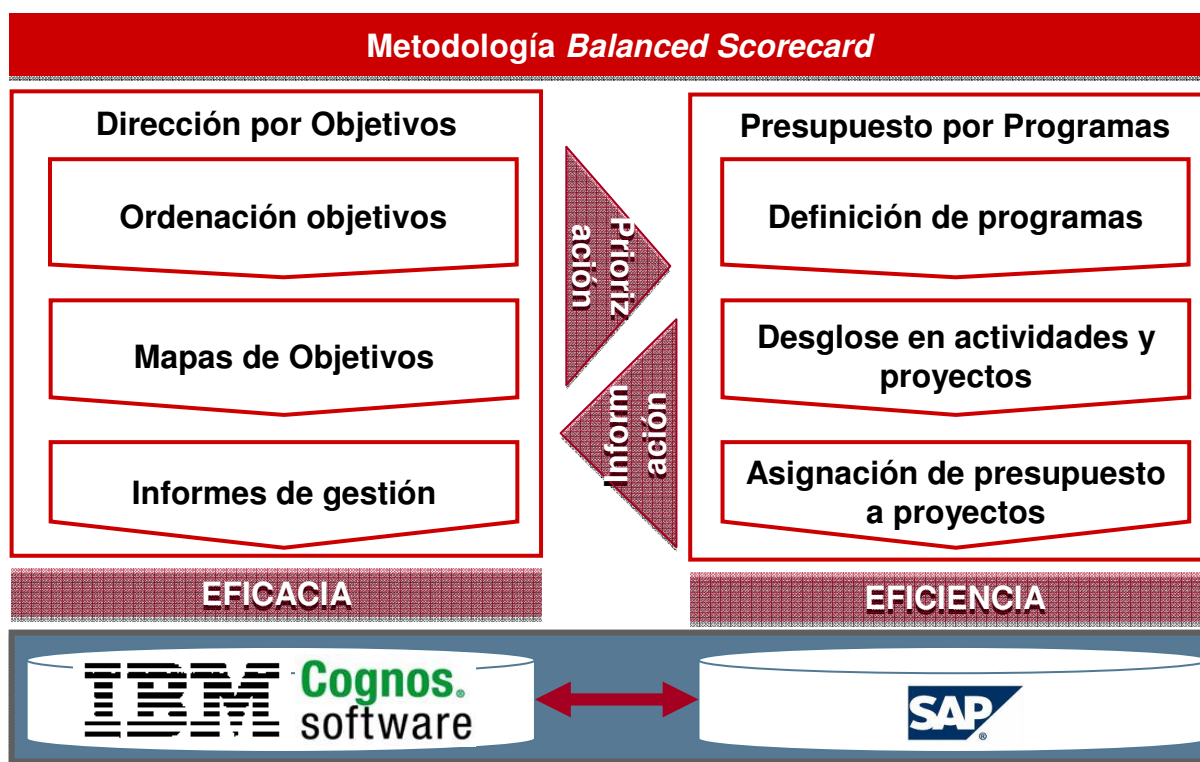 Metodología Balanced Scorecard
Dirección por Objetivos
Ordenación objetivos
Mapas de Objetivos
Informes de gestión
EFICACIA
Prioriz
ación
Inform
ación
Presupuesto por Programas
Definición de programas
Desglose en actividades y
proyectos
Asignación de presupuesto
a proyectos
EFICIENCIA
IBM
Cognos.
software
SAP®